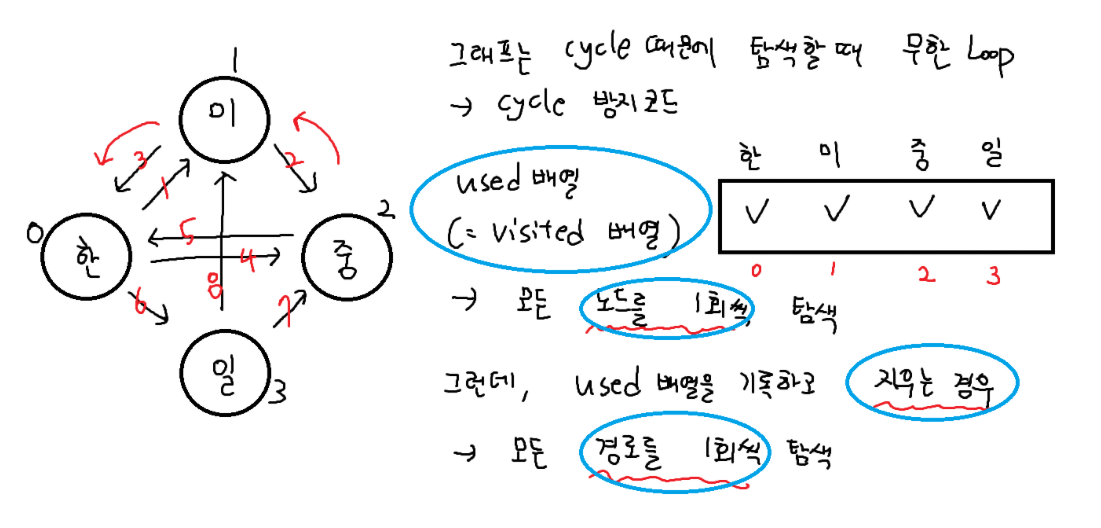 1
미
3
2
1
0
한
5
4
2
중
6
8
7
일
3
그래프는 cycle 때문에 탐색할 때 무한 Loop
→ cycle 방지코드
used 배열
(= visited 배열)
한 미 중 일
✓ ✓ ✓ ✓
0 1 2 3
→ 모든 노드를 1회씩 탐색
그런데, used 배열을 기록하고 지우는 경우
→ 모든 경로를 1회씩 탐색